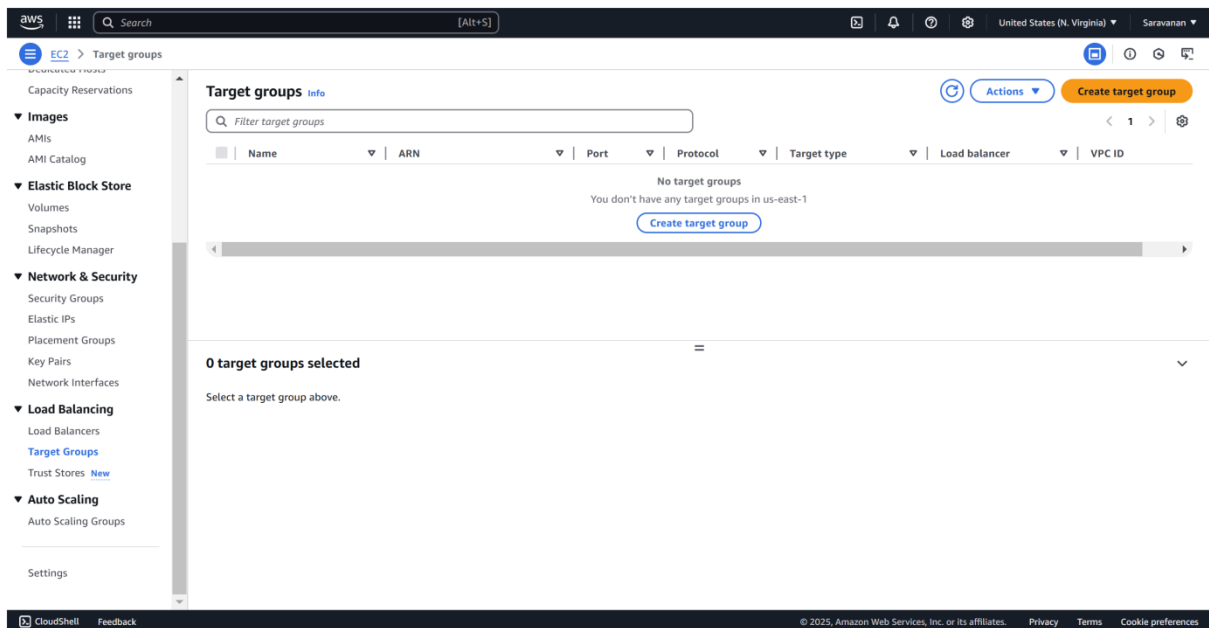 aws
Search
[Alt+S]
United States (N. Virginia)
Saravanan
EC2 > Target groups
Dedicated Hosts
Capacity Reservations
Images
AMIs
AMI Catalog
Elastic Block Store
Volumes
Snapshots
Lifecycle Manager
Network & Security
Security Groups
Elastic IPs
Placement Groups
Key Pairs
Network Interfaces
Load Balancing
Load Balancers
Target Groups
Trust Stores New
Auto Scaling
Auto Scaling Groups
Settings
Target groups Info
Actions
Create target group
Filter target groups
< 1 >
Name
ARN
Port
Protocol
Target type
Load balancer
VPC ID
No target groups
You don't have any target groups in us-east-1
Create target group
0 target groups selected
Select a target group above.
CloudShell
Feedback
© 2025, Amazon Web Services, Inc. or its affiliates.
Privacy
Terms
Cookie preferences